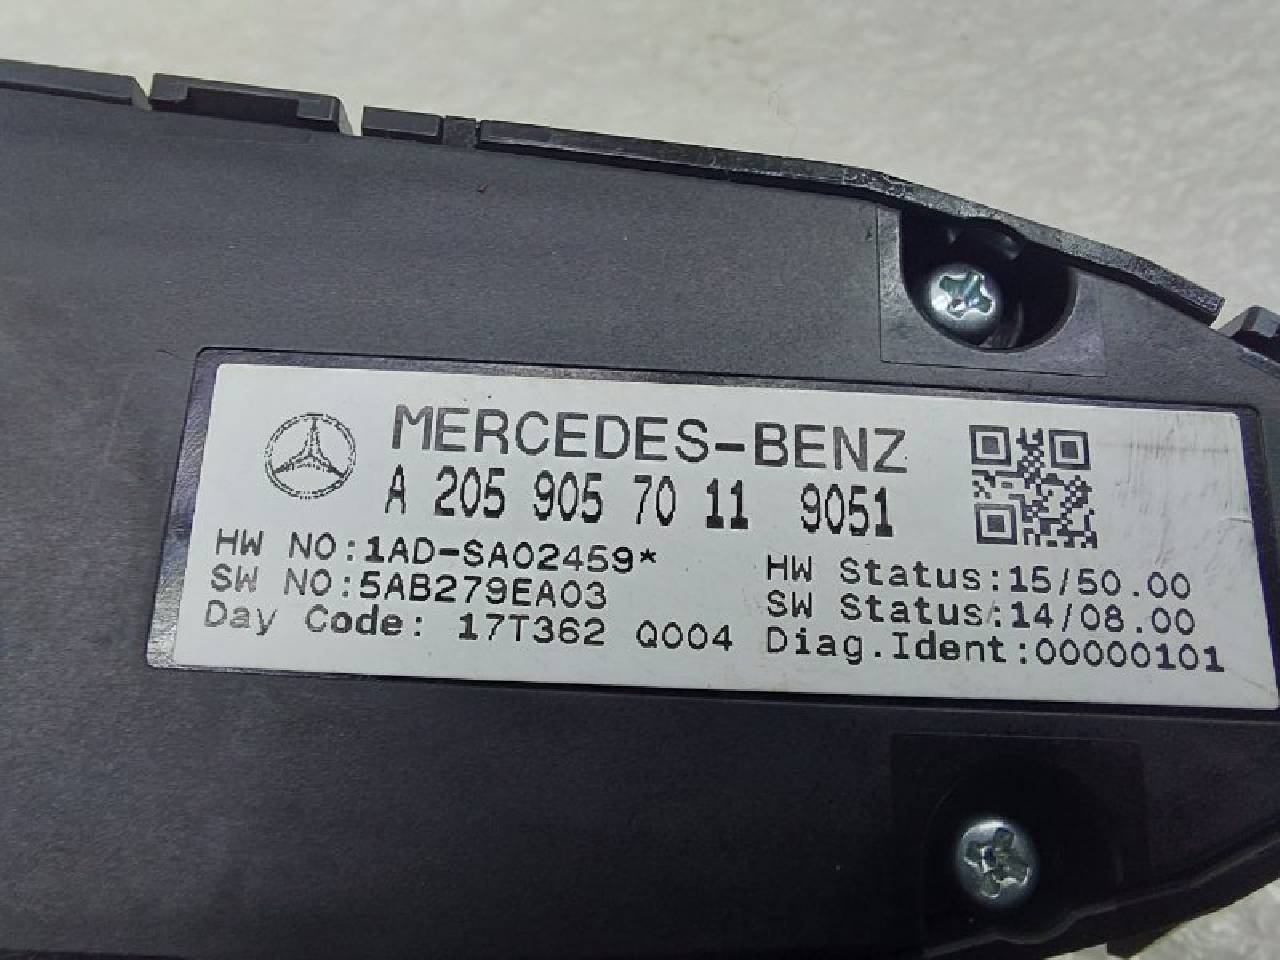 MERCEDES-BENZ
A 205 905 70 11 9051
HW NO:1AD-SA02459*
HW Status:15/50.00
SW NO:5AB279EA03
SW Status:14/08.00
Day Code: 17T362 Q004
Diag.Ident:00000101